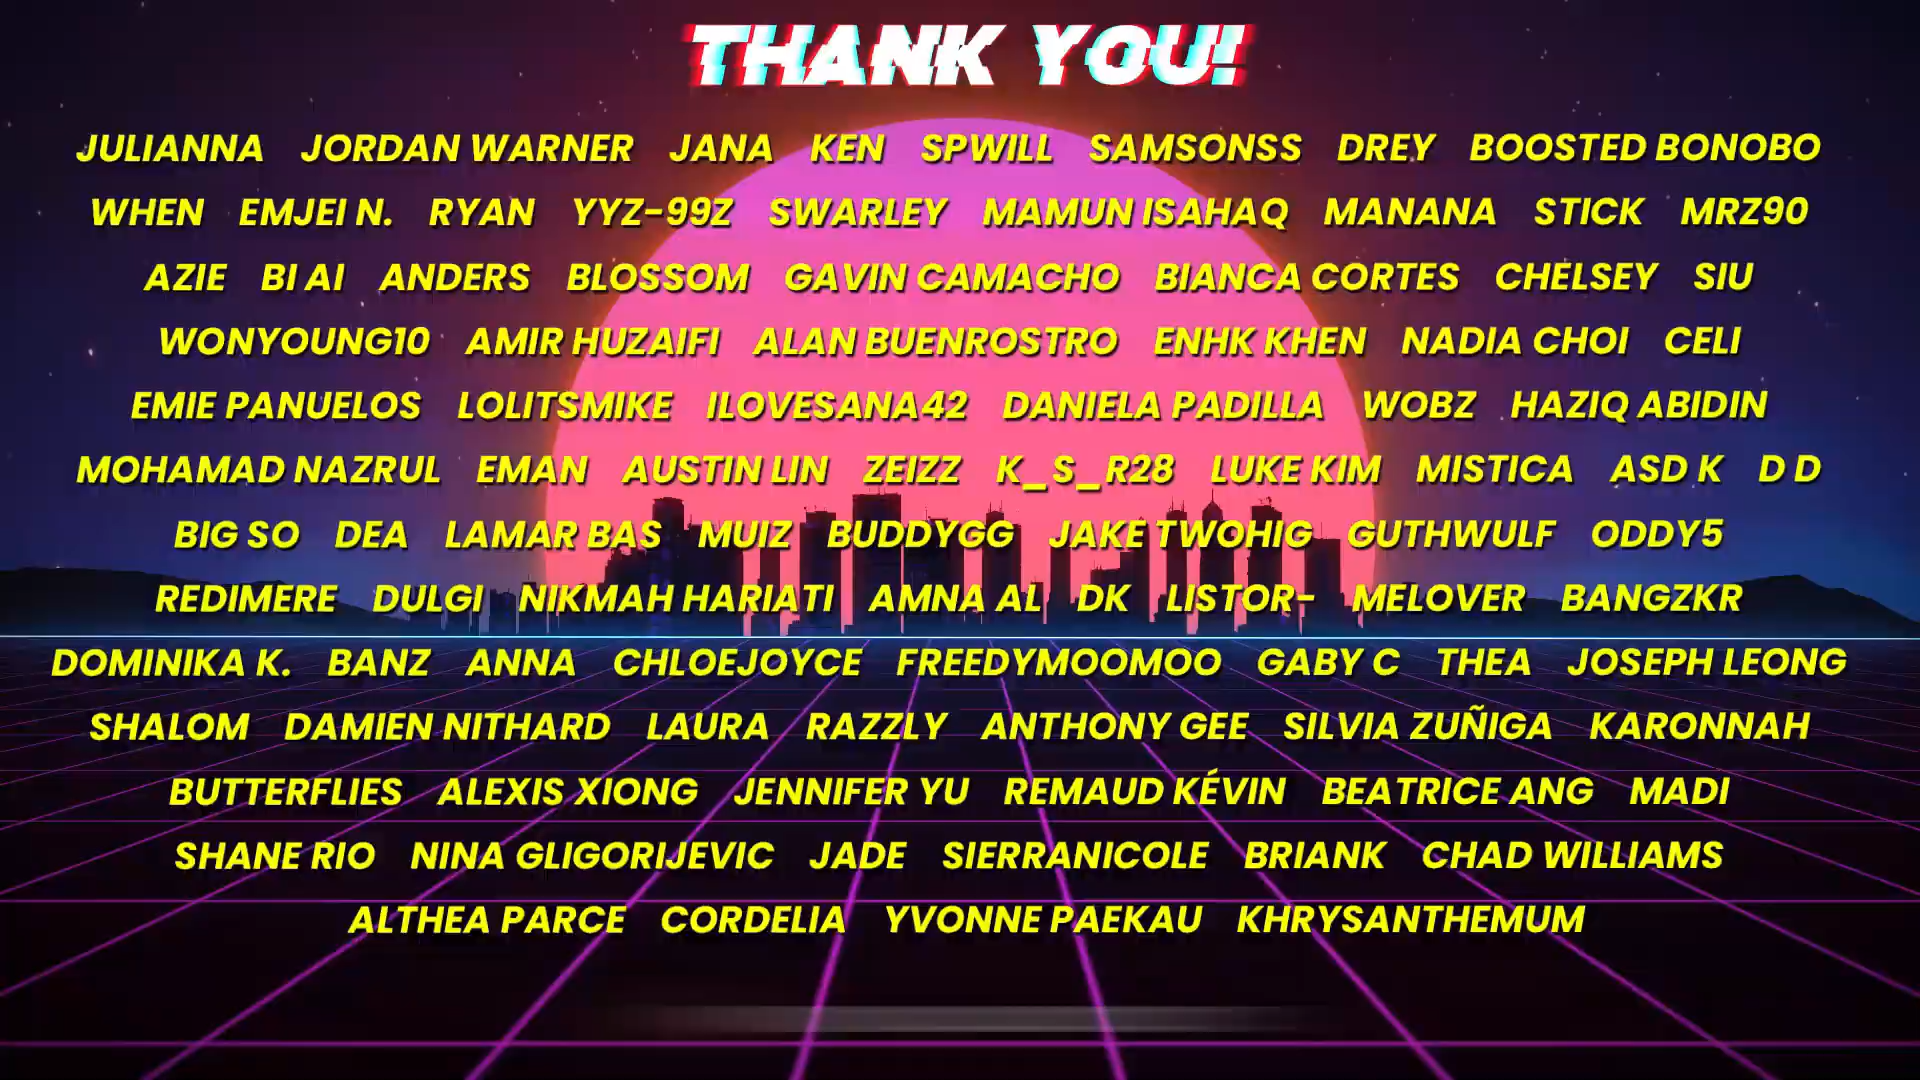 THANK YOU!
JULIANNA JORDAN WARNER JANA KEN SPWILL SAMSONSS DREY BOOSTED BONOBO
WHEN EMJEI N. RYAN YYZ-99Z SWARLEY MAMUN ISAHAQ MANANA STICK MRZ90
AZIE BI AI ANDERS BLOSSOM GAVIN CAMACHO BIANCA CORTES CHELSEY SIU
WONYOUNG10 AMIR HUZAIFI ALAN BUENROSTRO ENHK KHEN NADIA CHOI CELI
EMIE PANUELOS LOLITSMIKE ILOVESANA42 DANIELA PADILLA WOBZ HAZIQ ABIDIN
MOHAMAD NAZRUL EMAN AUSTIN LIN ZEIZZ K_S_R28 LUKE KIM MISTICA ASD K D D
BIG SO DEA LAMAR BAS MUIZ BUDDYGG JAKE TWOHIG GUTHWULF ODDY5
REDIMERE DULGI NIKMAH HARIATI AMNA AL DK LISTOR- MELOVER BANGZKR
DOMINIKA K. BANZ ANNA CHLOEJOYCE FREEDYMOOMOO GABY C THEA JOSEPH LEONG
SHALOM DAMIEN NITHARD LAURA RAZZLY ANTHONY GEE SILVIA ZUÑIGA KARONNAH
BUTTERFLIES ALEXIS XIONG JENNIFER YU REMAUD KÉVIN BEATRICE ANG MADI
SHANE RIO NINA GLIGORIJEVIC JADE SIERRANICOLE BRIANK CHAD WILLIAMS
ALTHEA PARCE CORDELIA YVONNE PAEKAU KHRYSANTHEMUM